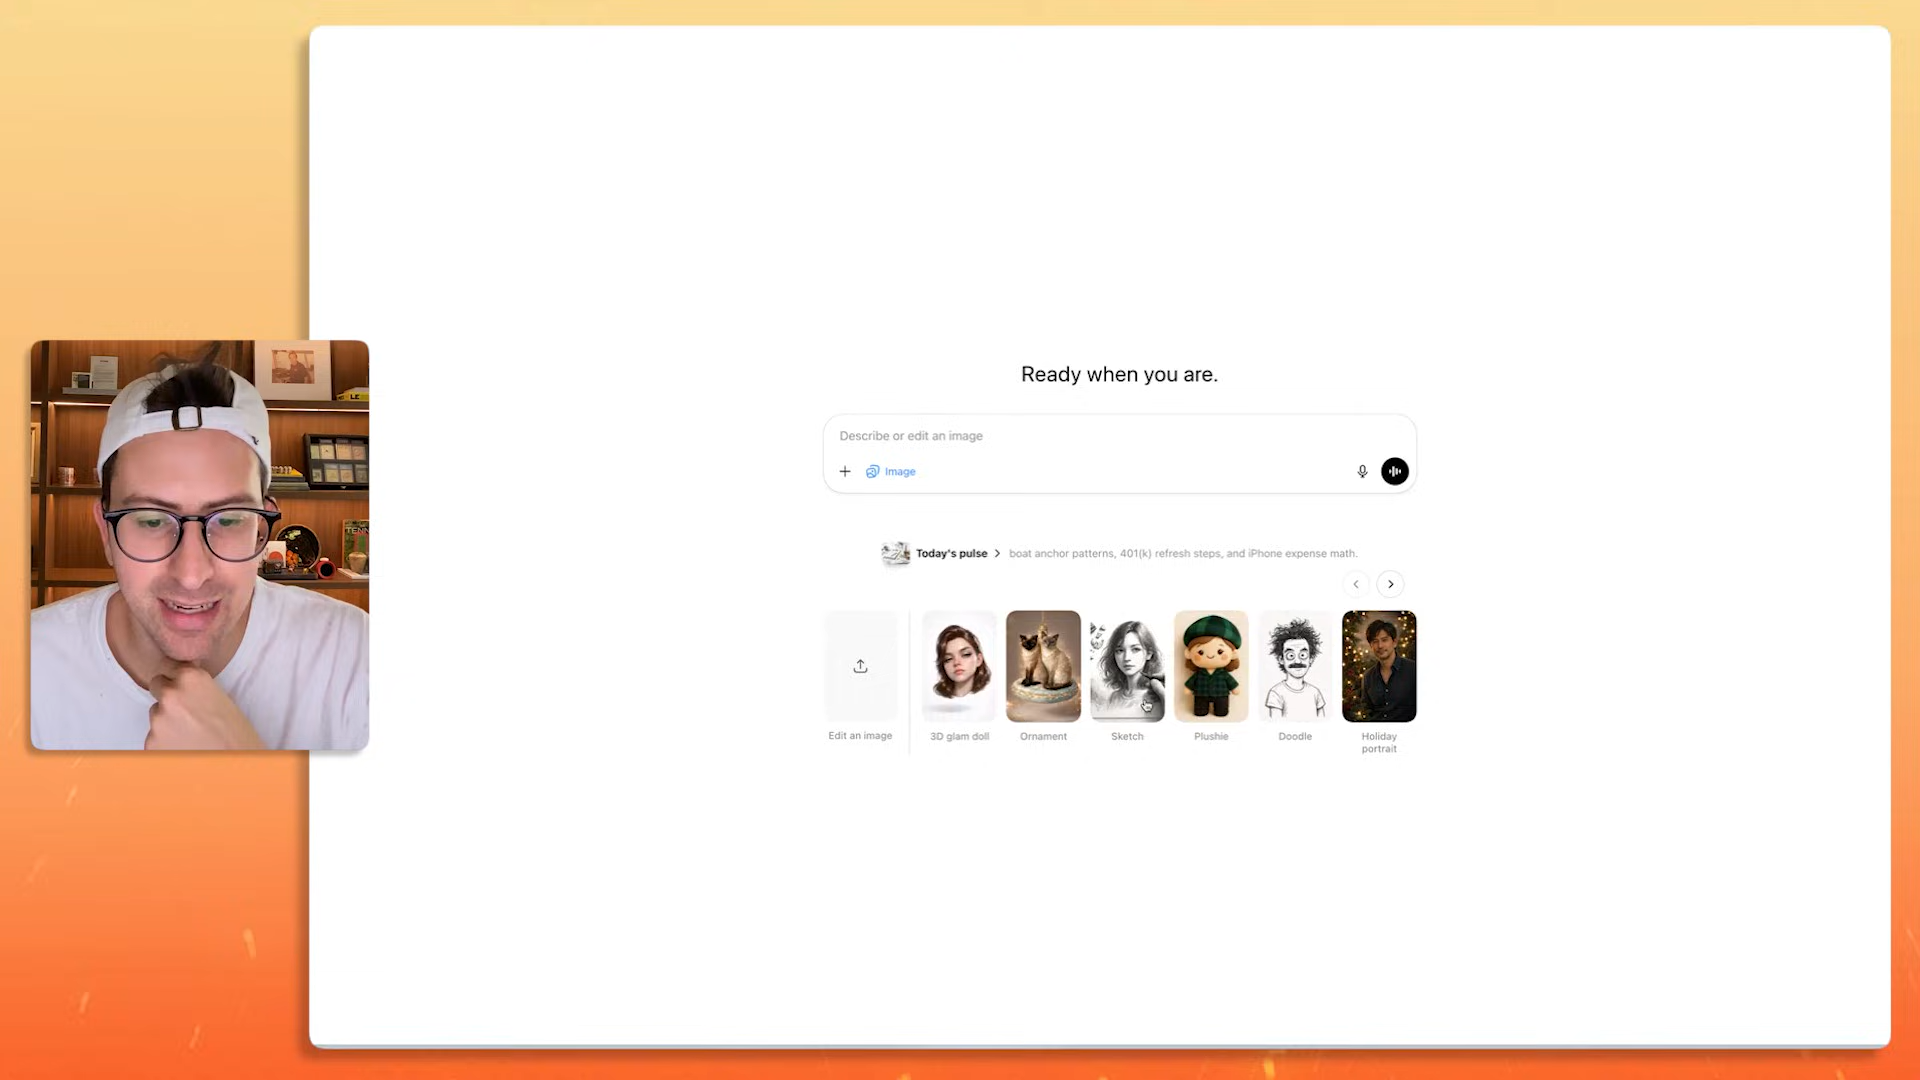 Ready when you are.
Describe or edit an image
Image
Today's pulse
boat anchor patterns, 401(k) refresh steps, and iPhone expense math.
Edit an image
3D glam doll
Ornament
Sketch
Plushie
Doodle
Holiday
portrait